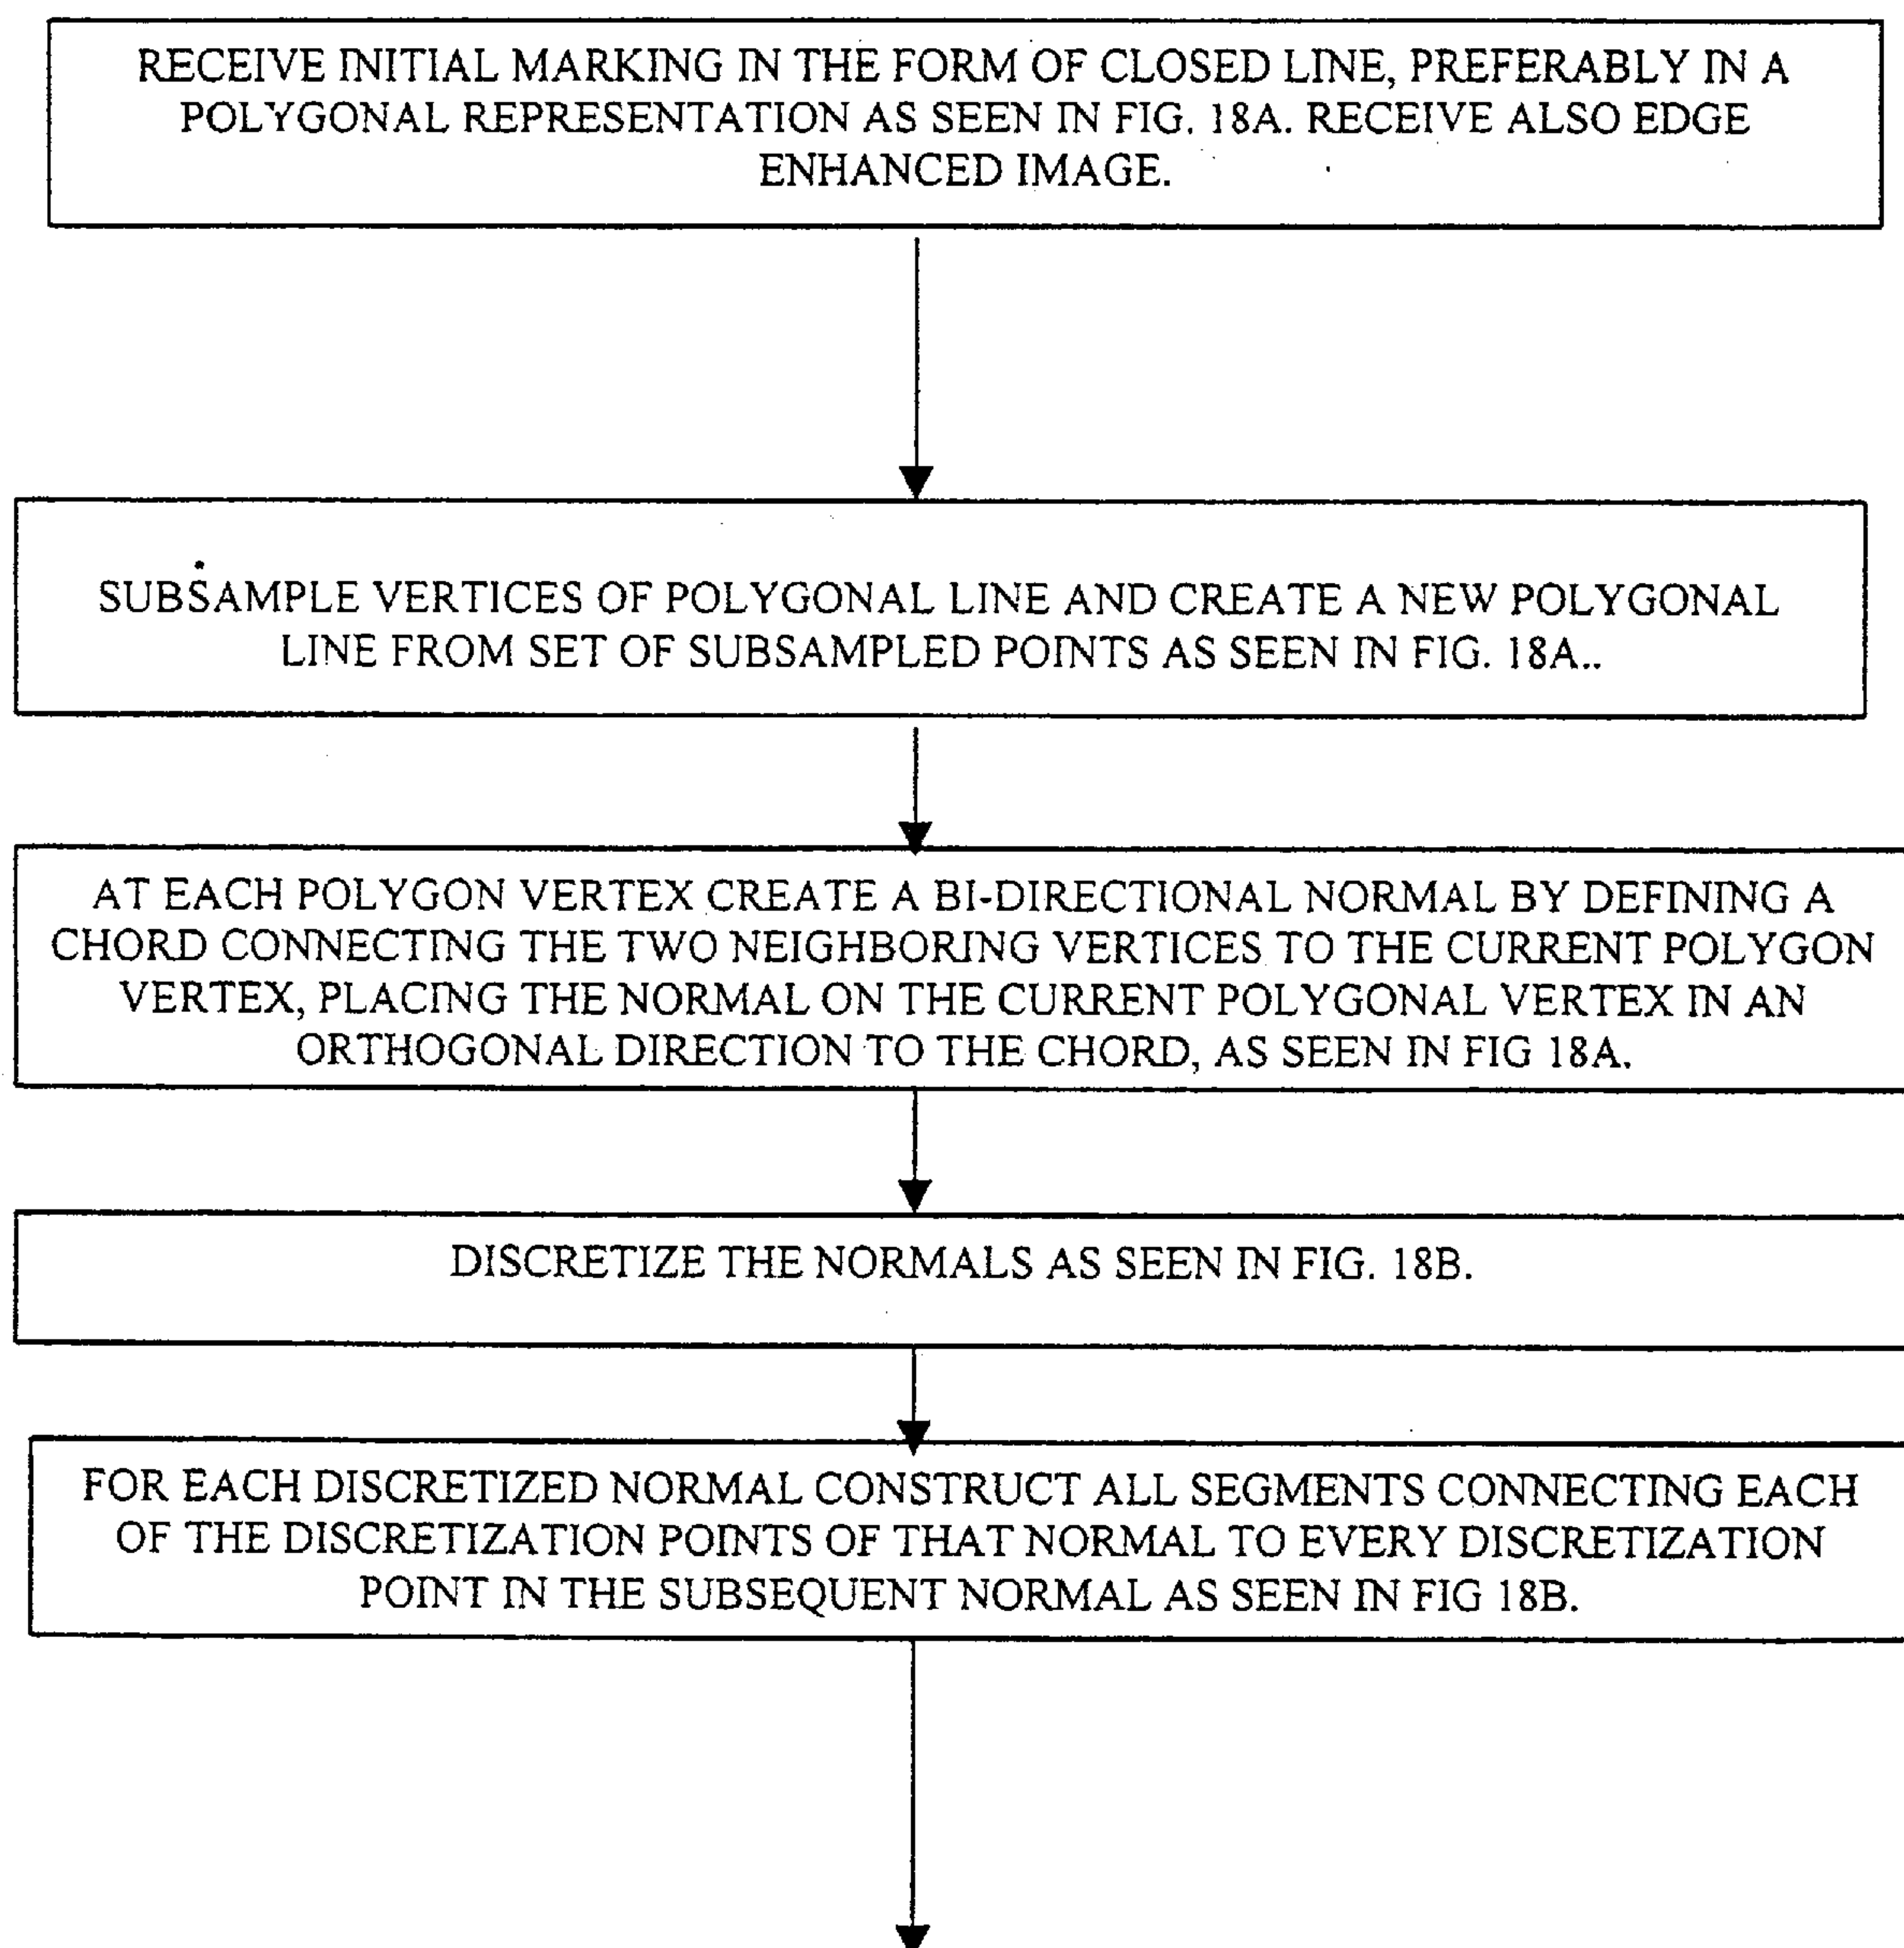 RECEIVE INITIAL MARKING IN THE FORM OF CLOSED LINE, PREFERABLY IN A
POLYGONAL REPRESENTATION AS SEEN IN FIG. 18A. RECEIVE ALSO EDGE
ENHANCED IMAGE.
SUBSAMPLE VERTICES OF POLYGONAL LINE AND CREATE A NEW POLYGONAL
LINE FROM SET OF SUBSAMPLED POINTS AS SEEN IN FIG. 18A..
AT EACH POLYGON VERTEX CREATE A BI-DIRECTIONAL NORMAL BY DEFINING A
CHORD CONNECTING THE TWO NEIGHBORING VERTICES TO THE CURRENT POLYGON
VERTEX, PLACING THE NORMAL ON THE CURRENT POLYGONAL VERTEX IN AN
ORTHOGONAL DIRECTION TO THE CHORD, AS SEEN IN FIG 18A.
DISCRETIZE THE NORMALS AS SEEN IN FIG. 18B.
FOR EACH DISCRETIZED NORMAL CONSTRUCT ALL SEGMENTS CONNECTING EACH
OF THE DISCRETIZATION POINTS OF THAT NORMAL TO EVERY DISCRETIZATION
POINT IN THE SUBSEQUENT NORMAL AS SEEN IN FIG 18B.